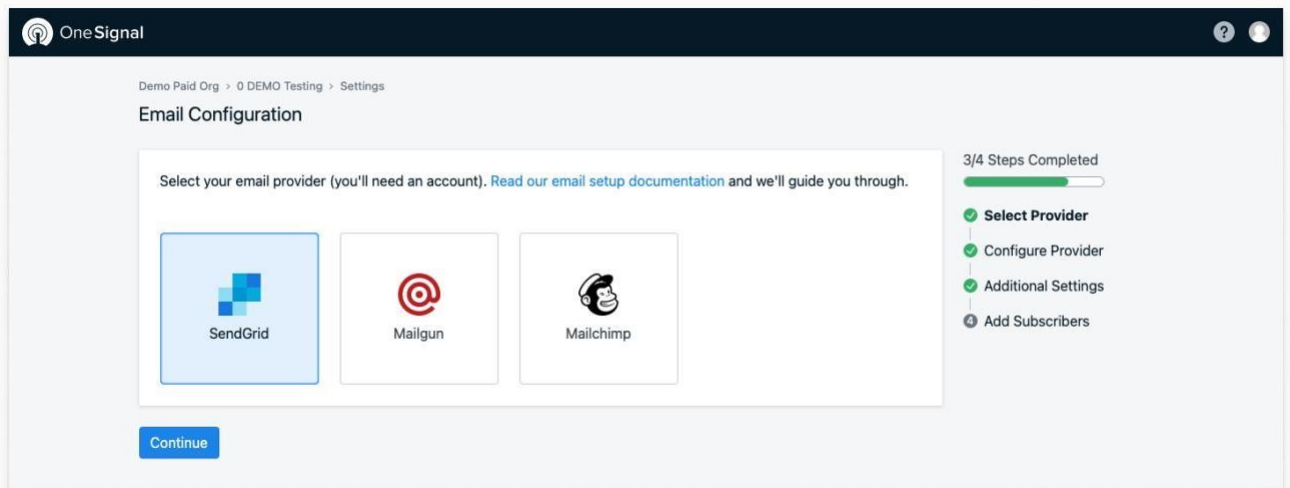 OneSignal
?
Demo Paid Org > 0 DEMO Testing > Settings
Email Configuration
Select your email provider (you'll need an account). Read our email setup documentation and we'll guide you through.
SendGrid
Mailgun
Mailchimp
Continue
3/4 Steps Completed
Select Provider
Configure Provider
Additional Settings
4 Add Subscribers